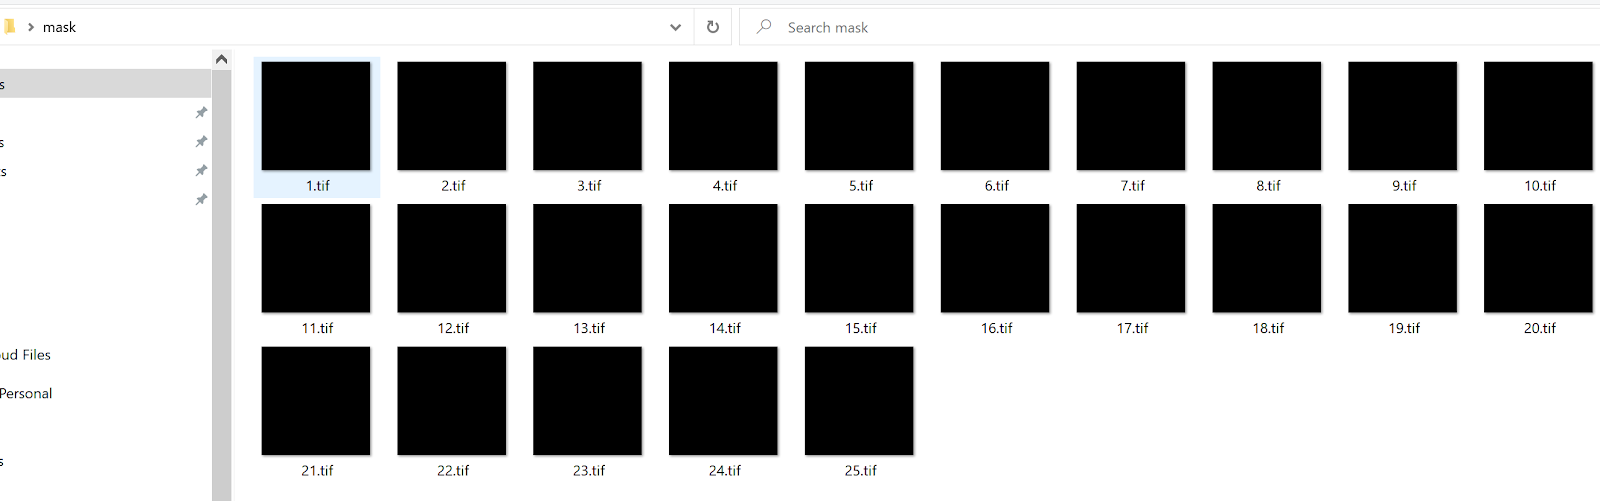 mask
Search mask
s
s
ts
ud Files
Personal
s
1.tif 2.tif 3.tif 4.tif 5.tif 6.tif 7.tif 8.tif 9.tif 10.tif
11.tif 12.tif 13.tif 14.tif 15.tif 16.tif 17.tif 18.tif 19.tif 20.tif
21.tif 22.tif 23.tif 24.tif 25.tif